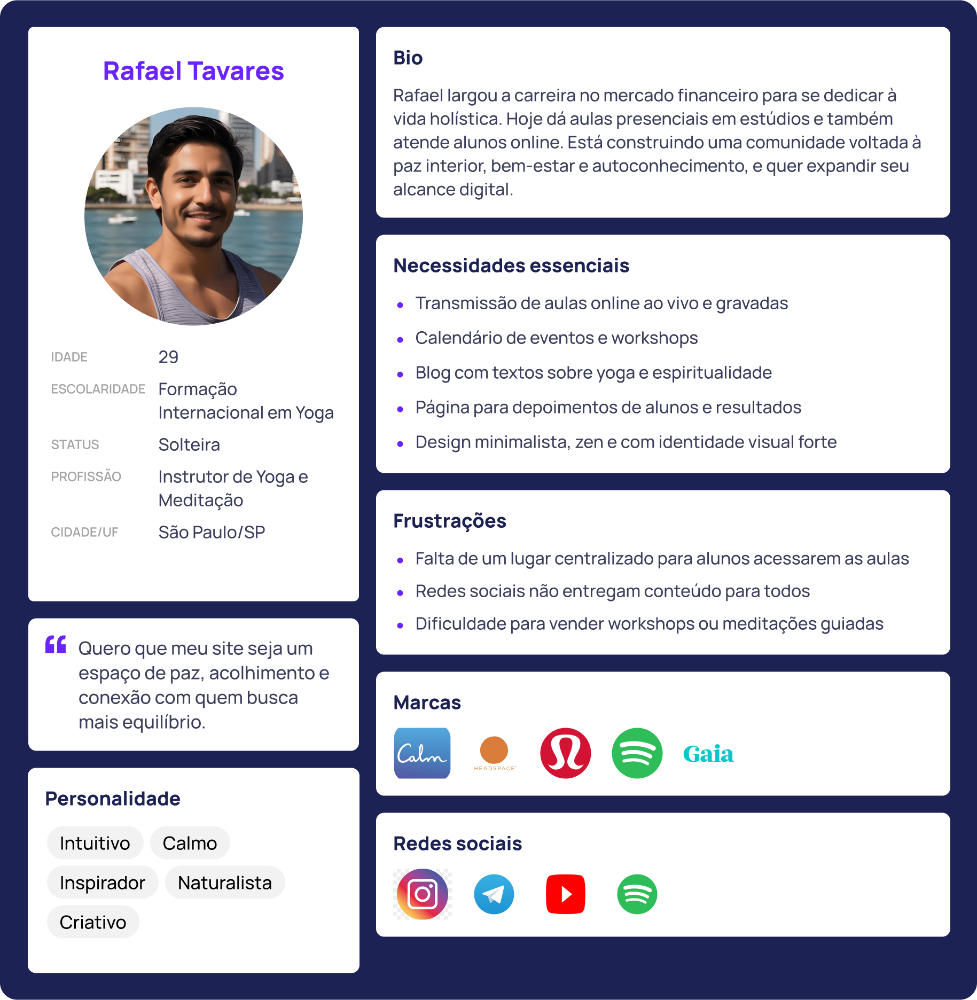 Rafael Tavares
IDADE 29
ESCOLARIDADE Formação
Internacional em Yoga
STATUS Solteira
PROFISSÃO Instrutor de Yoga e
Meditação
CIDADE/UF São Paulo/SP
Quero que meu site seja um
espaço de paz, acolhimento e
conexão com quem busca
mais equilíbrio.
Personalidade
Intuitivo Calmo
Inspirador Naturalista
Criativo
Bio
Rafael largou a carreira no mercado financeiro para se dedicar à
vida holística. Hoje dá aulas presenciais em estúdios e também
atende alunos online. Está construindo uma comunidade voltada à
paz interior, bem-estar e autoconhecimento, e quer expandir seu
alcance digital.
Necessidades essenciais
• Transmissão de aulas online ao vivo e gravadas
• Calendário de eventos e workshops
• Blog com textos sobre yoga e espiritualidade
• Página para depoimentos de alunos e resultados
• Design minimalista, zen e com identidade visual forte
Frustrações
• Falta de um lugar centralizado para alunos acessarem as aulas
• Redes sociais não entregam conteúdo para todos
• Dificuldade para vender workshops ou meditações guiadas
Marcas
Calm HEADSPACE Gaia
Redes sociais